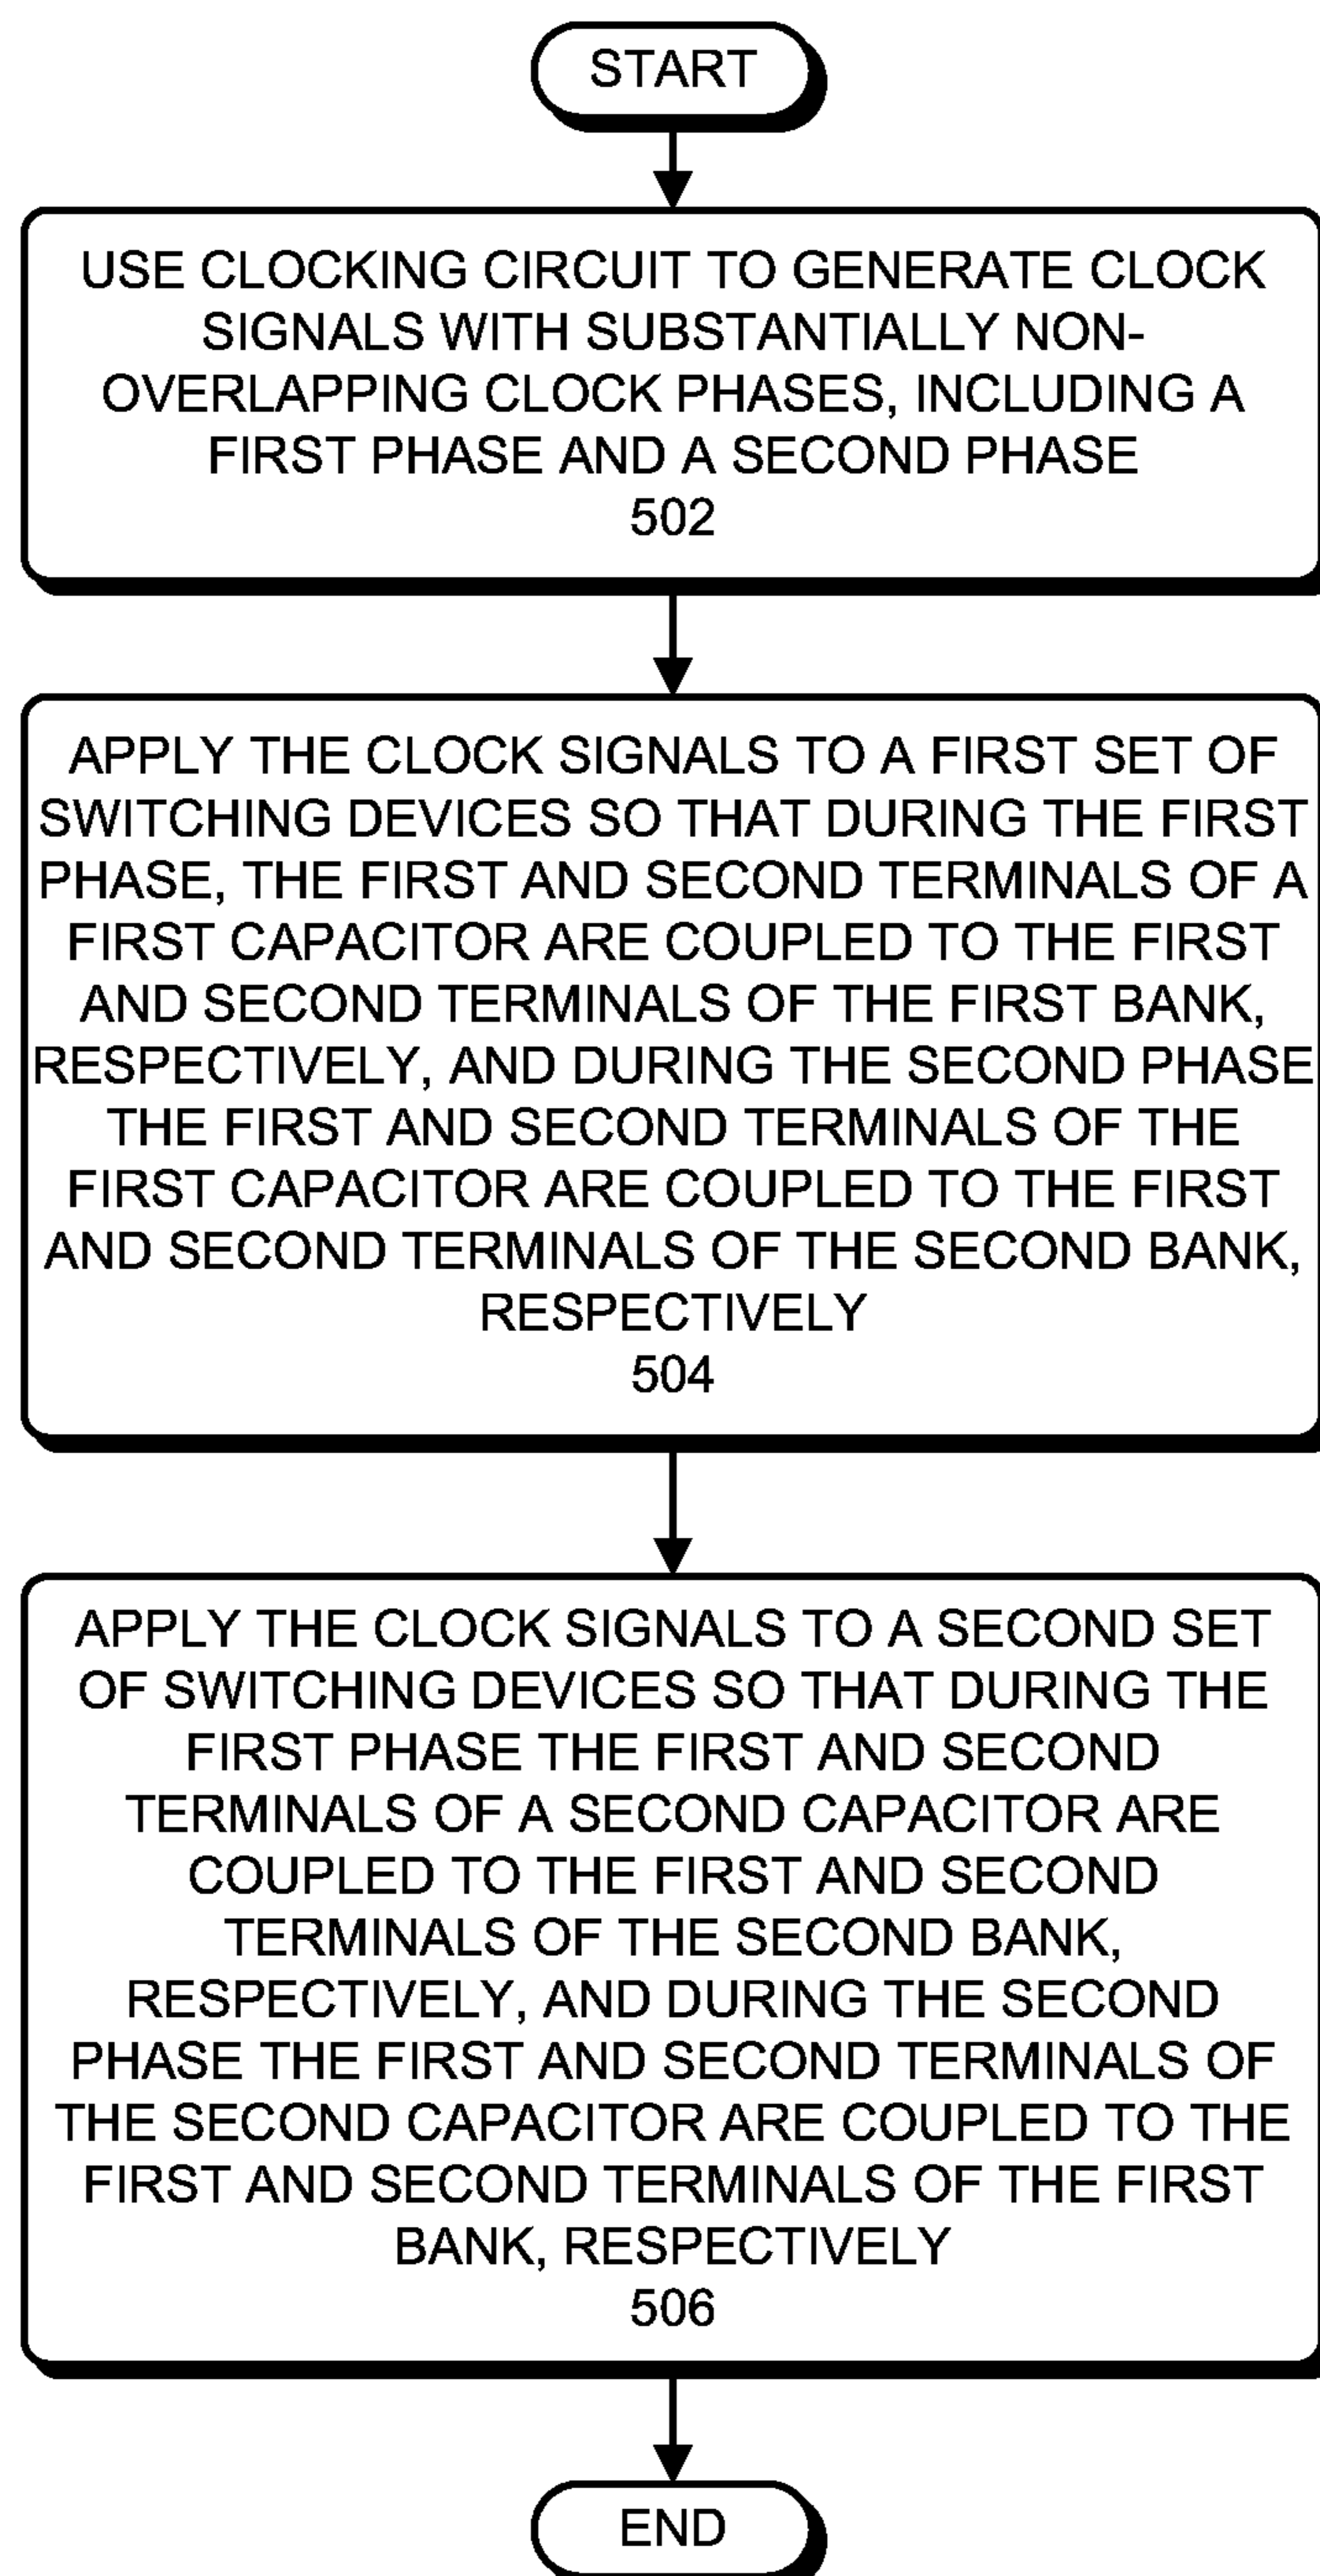 START
USE CLOCKING CIRCUIT TO GENERATE CLOCK
SIGNALS WITH SUBSTANTIALLY NON-
OVERLAPPING CLOCK PHASES, INCLUDING A
FIRST PHASE AND A SECOND PHASE
502
APPLY THE CLOCK SIGNALS TO A FIRST SET OF
SWITCHING DEVICES SO THAT DURING THE FIRST
PHASE, THE FIRST AND SECOND TERMINALS OF A
FIRST CAPACITOR ARE COUPLED TO THE FIRST
AND SECOND TERMINALS OF THE FIRST BANK,
RESPECTIVELY, AND DURING THE SECOND PHASE
THE FIRST AND SECOND TERMINALS OF THE
FIRST CAPACITOR ARE COUPLED TO THE FIRST
AND SECOND TERMINALS OF THE SECOND BANK,
RESPECTIVELY
504
APPLY THE CLOCK SIGNALS TO A SECOND SET
OF SWITCHING DEVICES SO THAT DURING THE
FIRST PHASE THE FIRST AND SECOND
TERMINALS OF A SECOND CAPACITOR ARE
COUPLED TO THE FIRST AND SECOND
TERMINALS OF THE SECOND BANK,
RESPECTIVELY, AND DURING THE SECOND
PHASE THE FIRST AND SECOND TERMINALS OF
THE SECOND CAPACITOR ARE COUPLED TO THE
FIRST AND SECOND TERMINALS OF THE FIRST
BANK, RESPECTIVELY
506
END